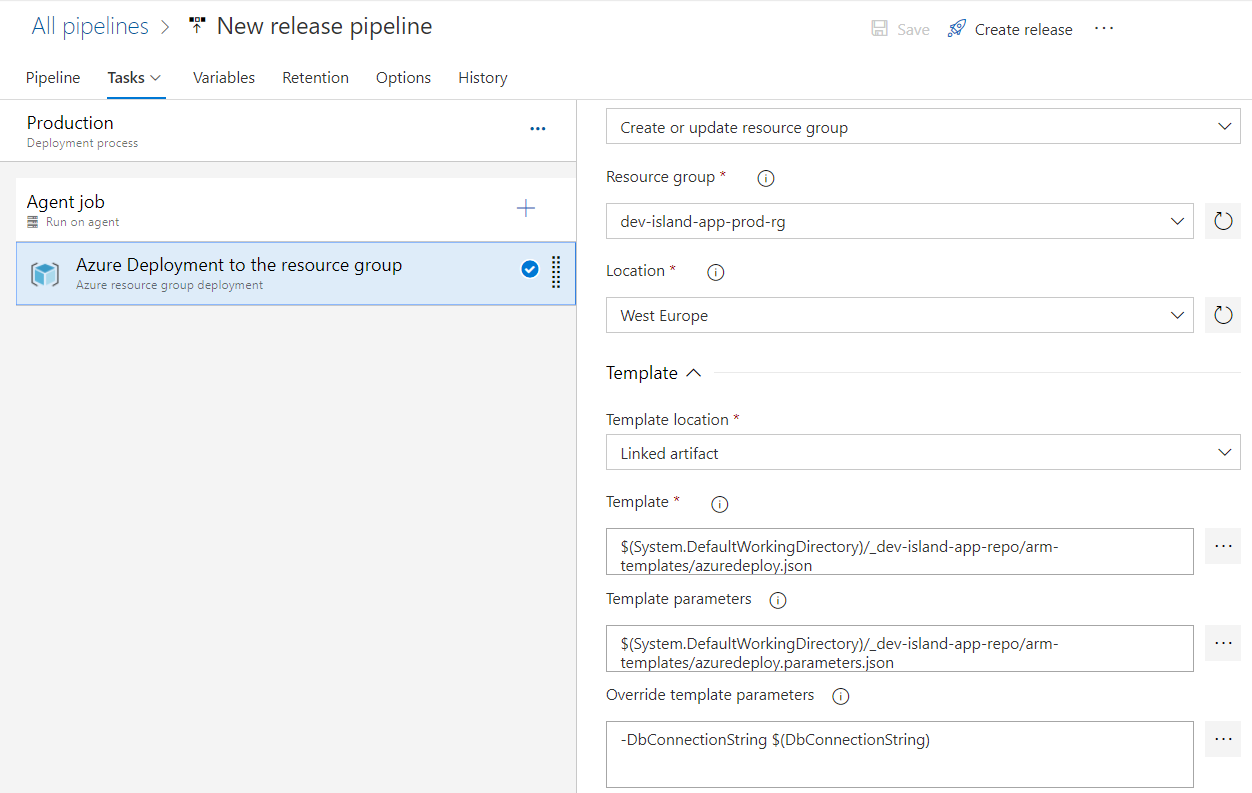 All pipelines > New release pipeline
Save Create release ...
Pipeline Tasks Variables Retention Options History
Production
Deployment process
Agent job
Run on agent
Azure Deployment to the resource group
Azure resource group deployment
Create or update resource group
Resource group *
dev-island-app-prod-rg
Location *
West Europe
Template
Template location *
Linked artifact
Template *
$(System.DefaultWorkingDirectory)/_dev-island-app-repo/arm-
templates/azuredeploy.json
Template parameters
$(System.DefaultWorkingDirectory)/_dev-island-app-repo/arm-
templates/azuredeploy.parameters.json
Override template parameters
-DbConnectionString $(DbConnectionString)